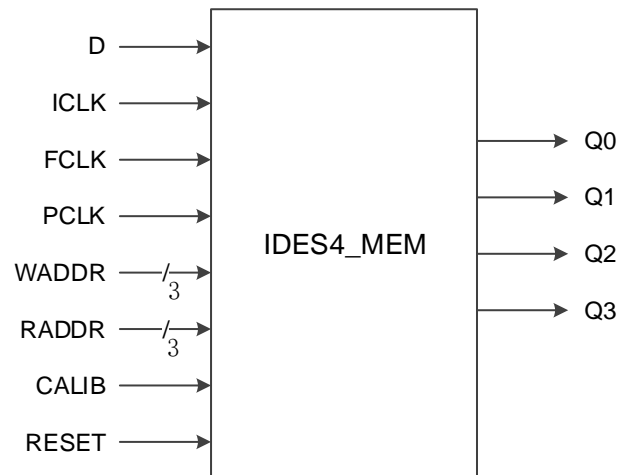 D
ICLK
FCLK
PCLK
WADDR
3
RADDR
3
CALIB
RESET
IDES4_MEM
Q0
Q1
Q2
Q3